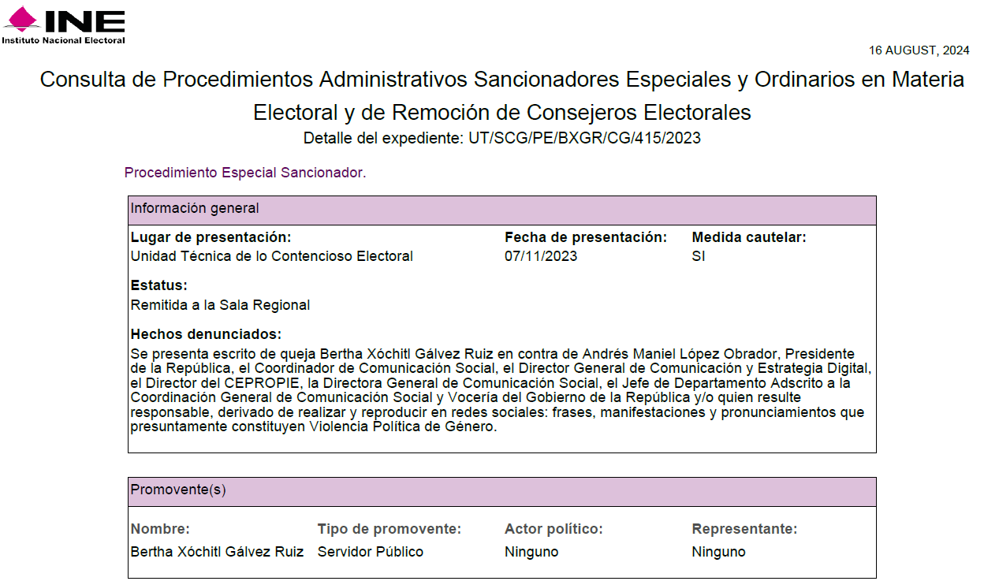 INE
Instituto Nacional Electoral
16 AUGUST, 2024
Consulta de Procedimientos Administrativos Sancionadores Especiales y Ordinarios en Materia
Electoral y de Remoción de Consejeros Electorales
Detalle del expediente: UT/SCG/PE/BXGR/CG/415/2023
Procedimiento Especial Sancionador.
Información general
Lugar de presentación: Fecha de presentación: Medida cautelar:
Unidad Técnica de lo Contencioso Electoral 07/11/2023 SI
Estatus:
Remitida a la Sala Regional
Hechos denunciados:
Se presenta escrito de queja Bertha Xóchitl Gálvez Ruiz en contra de Andrés Maniel López Obrador, Presidente
de la República, el Coordinador de Comunicación Social, el Director General de Comunicación y Estrategia Digital,
el Director del CEPROPIE, la Directora General de Comunicación Social, el Jefe de Departamento Adscrito a la
Coordinación General de Comunicación Social y Vocería del Gobierno de la República y/o quien resulte
responsable, derivado de realizar y reproducir en redes sociales: frases, manifestaciones y pronunciamientos que
presuntamente constituyen Violencia Política de Género.
Promovente(s)
Nombre: Tipo de promovente: Actor político: Representante:
Bertha Xóchitl Gálvez Ruiz Servidor Público Ninguno Ninguno